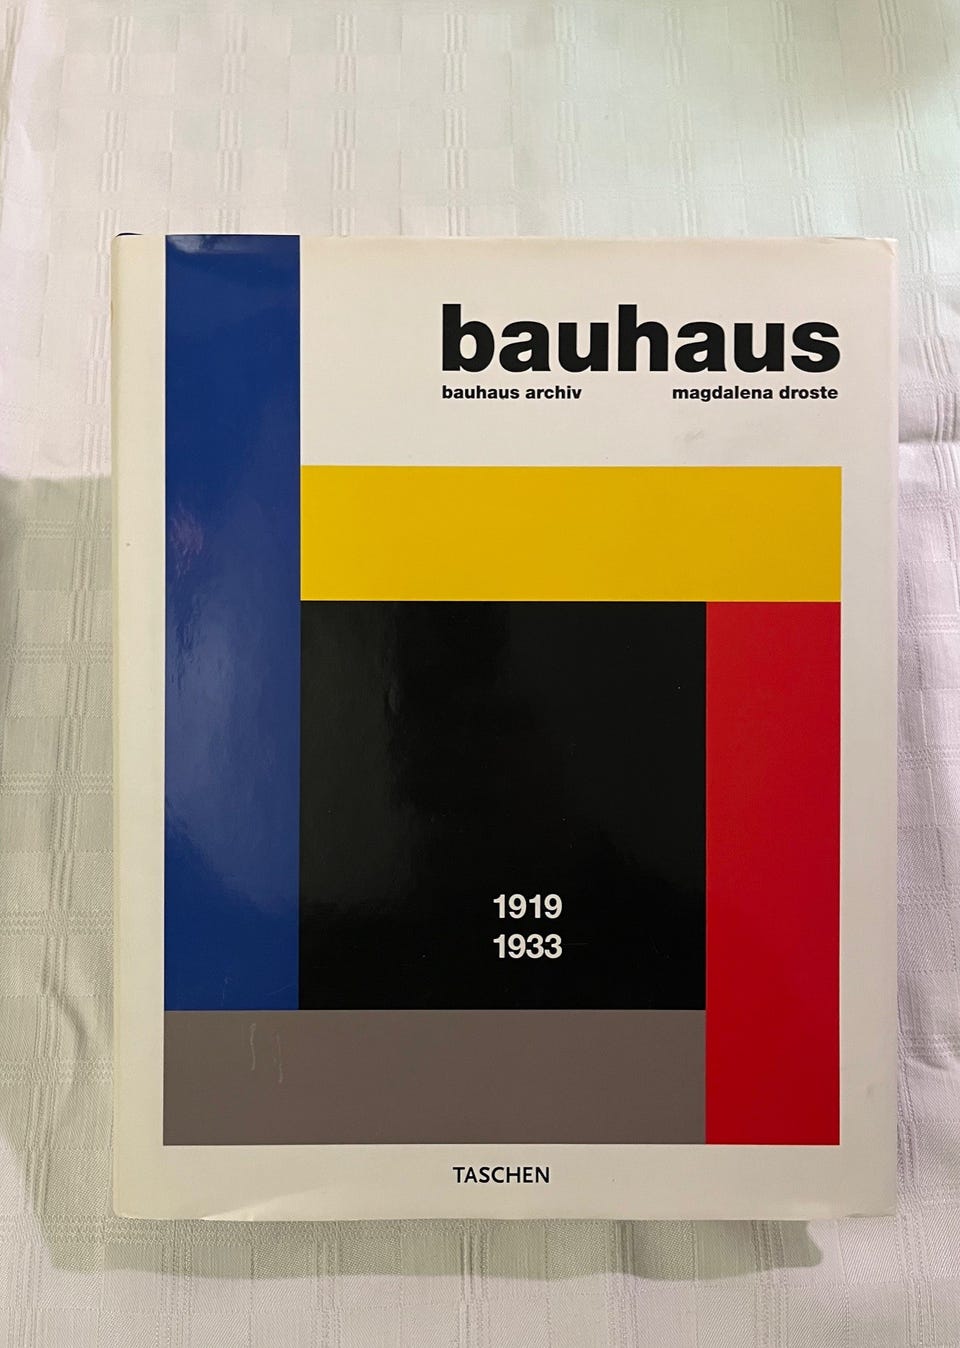 bauhaus
bauhaus archiv magdalena droste
1919
1933
TASCHEN